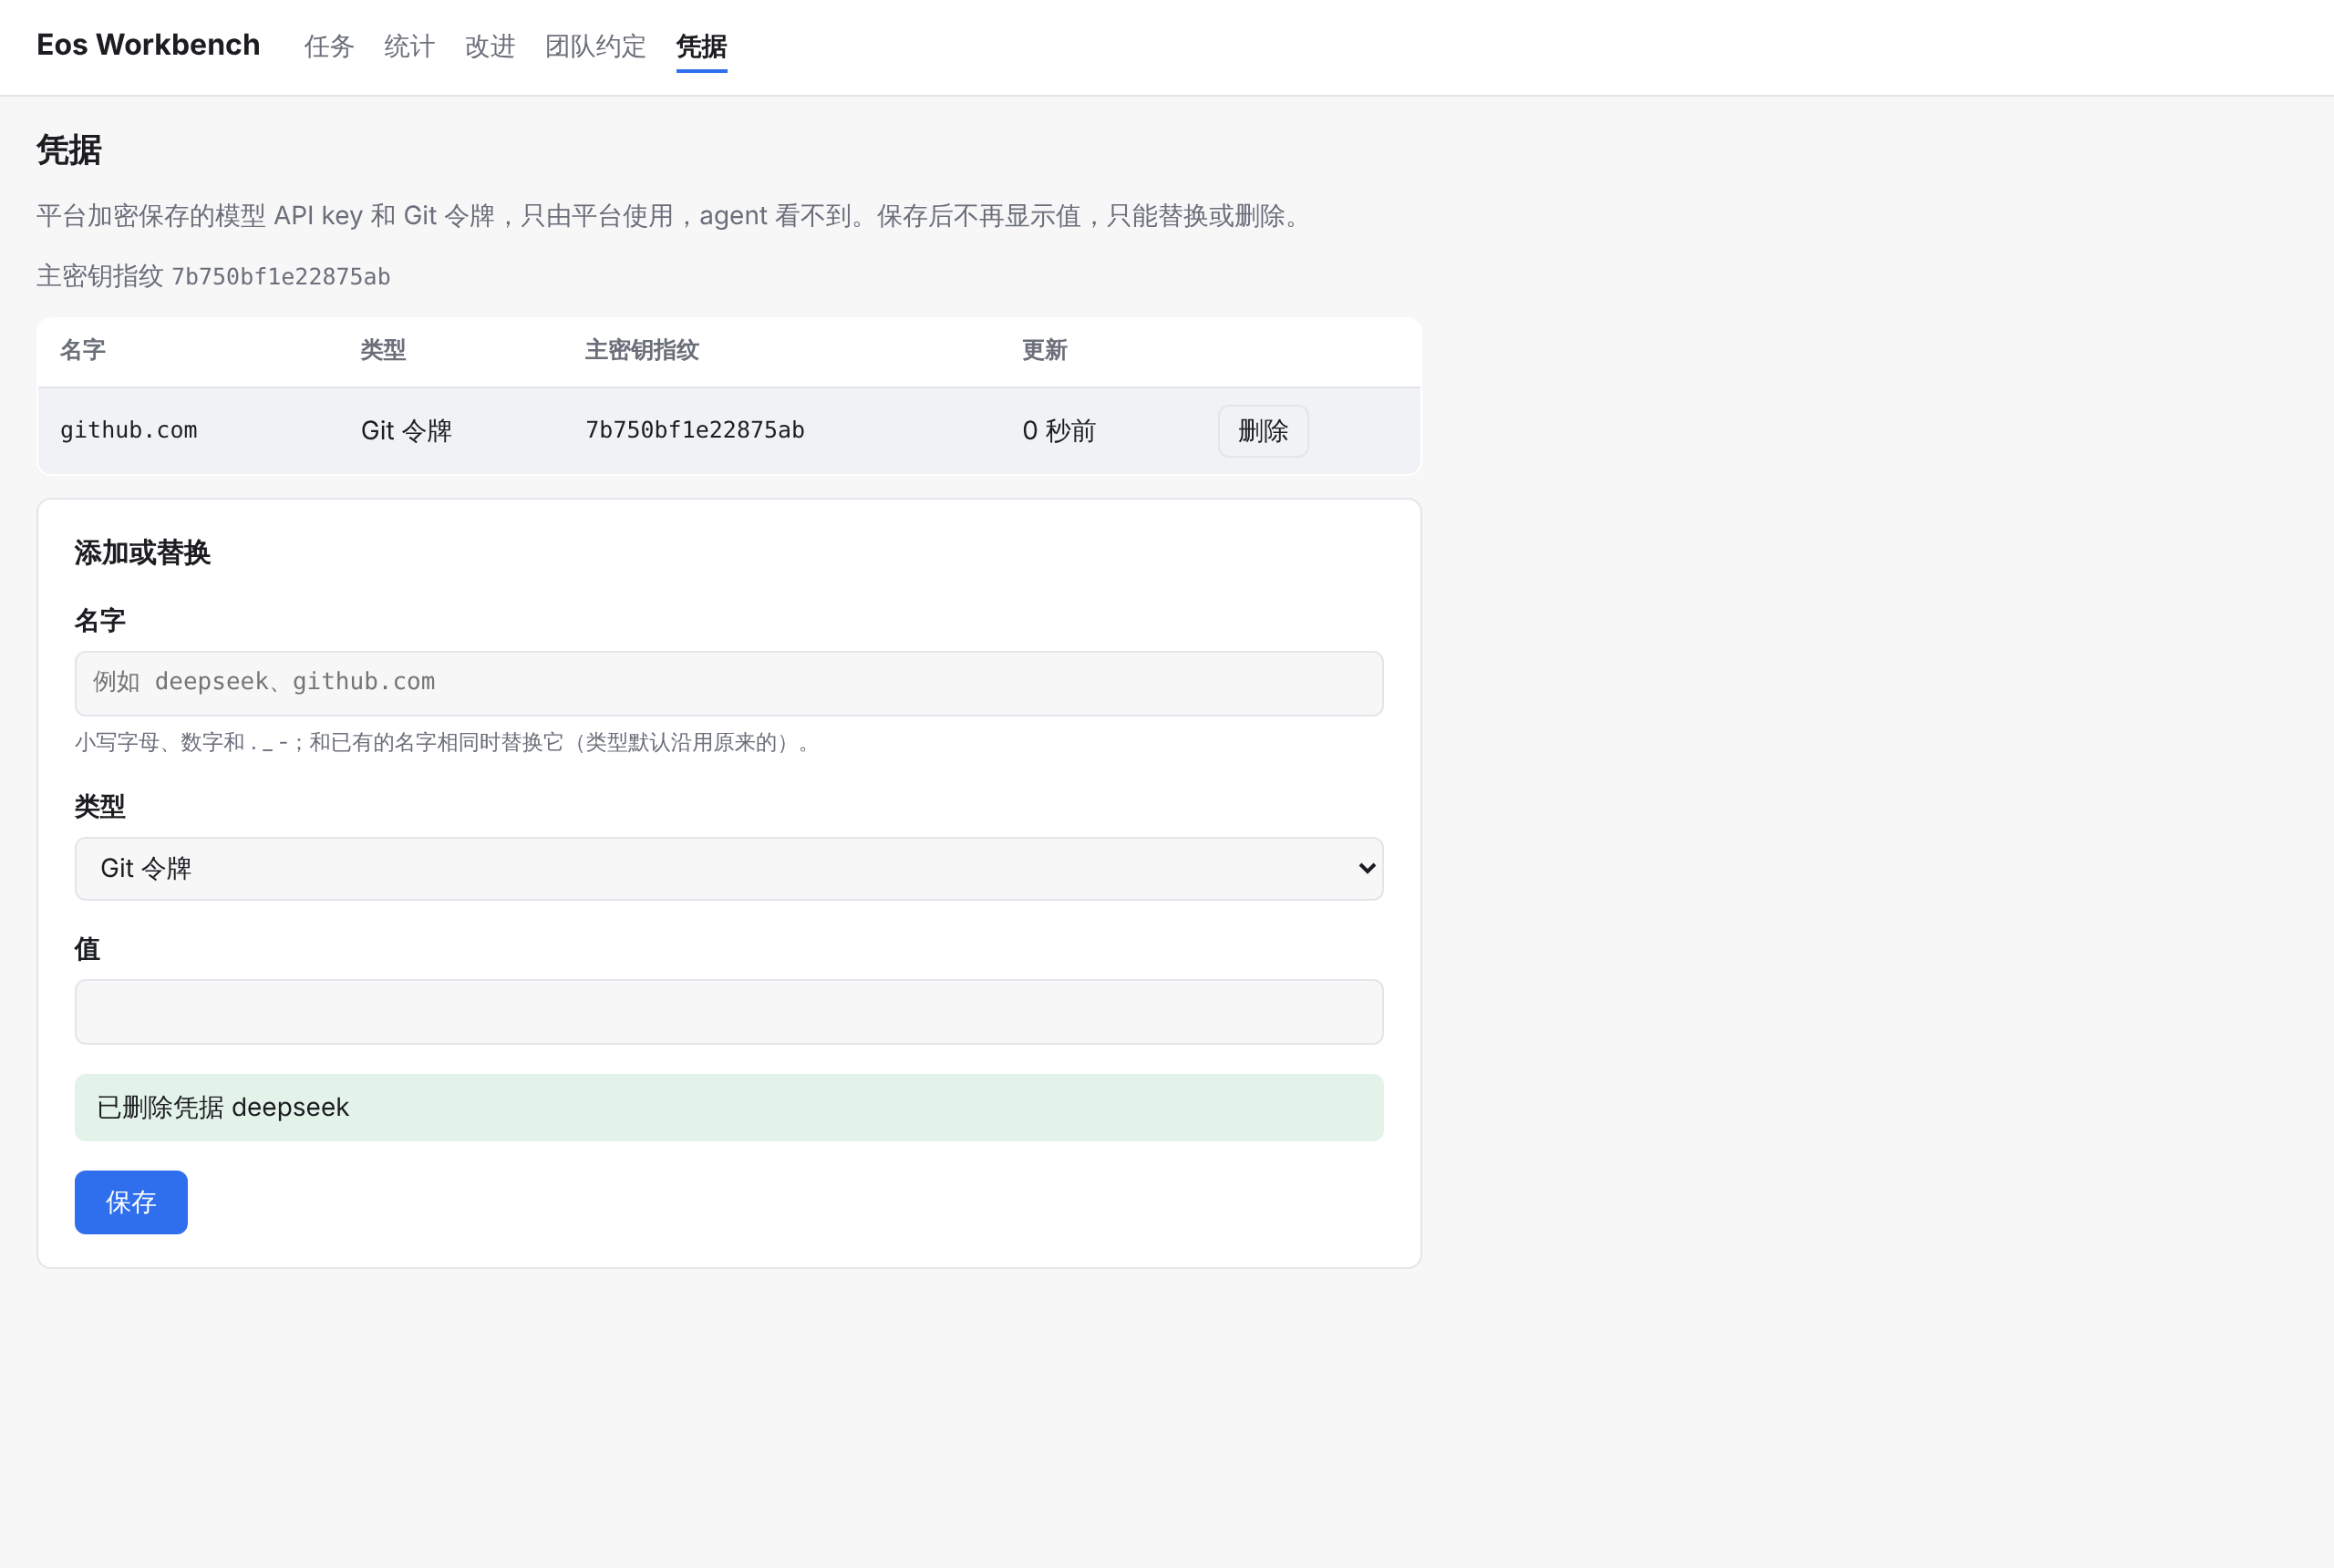 Eos Workbench 任务 统计 改进 团队约定 凭据
凭据
平台加密保存的模型 API key 和 Git 令牌，只由平台使用，agent 看不到。保存后不再显示值，只能替换或删除。
主密钥指纹 7b750bf1e22875ab
名字 类型 主密钥指纹 更新
github.com Git 令牌 7b750bf1e22875ab 0 秒前 删除
添加或替换
名字
例如 deepseek、github.com
小写字母、数字和 . _ -；和已有的名字相同时替换它（类型默认沿用原来的）。
类型
Git 令牌
值
已删除凭据 deepseek
保存